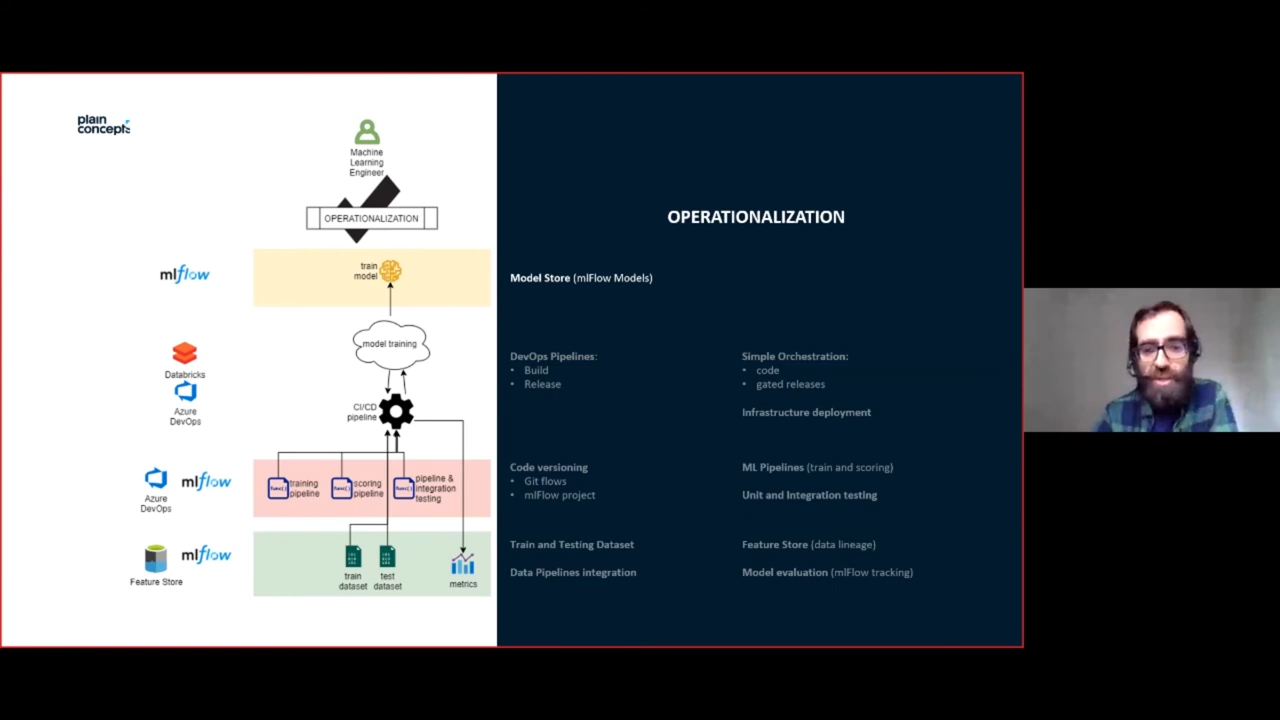 plain
concepts
Machine
Learning
Engineer
OPERATIONALIZATION
mlflow
train
model
model training
Databricks
Azure
DevOps
CI/CD
pipeline
Azure
DevOps
mlflow
func()
training
pipeline
func()
scoring
pipeline
func()
pipeline &
integration
testing
Feature Store
mlflow
train
dataset
test
dataset
metrics
OPERATIONALIZATION
Model Store (mlFlow Models)
DevOps Pipelines:
• Build
• Release
Simple Orchestration:
• code
• gated releases
Infrastructure deployment
Code versioning
• Git flows
• mlFlow project
ML Pipelines (train and scoring)
Unit and Integration testing
Train and Testing Dataset
Feature Store (data lineage)
Data Pipelines integration
Model evaluation (mlFlow tracking)